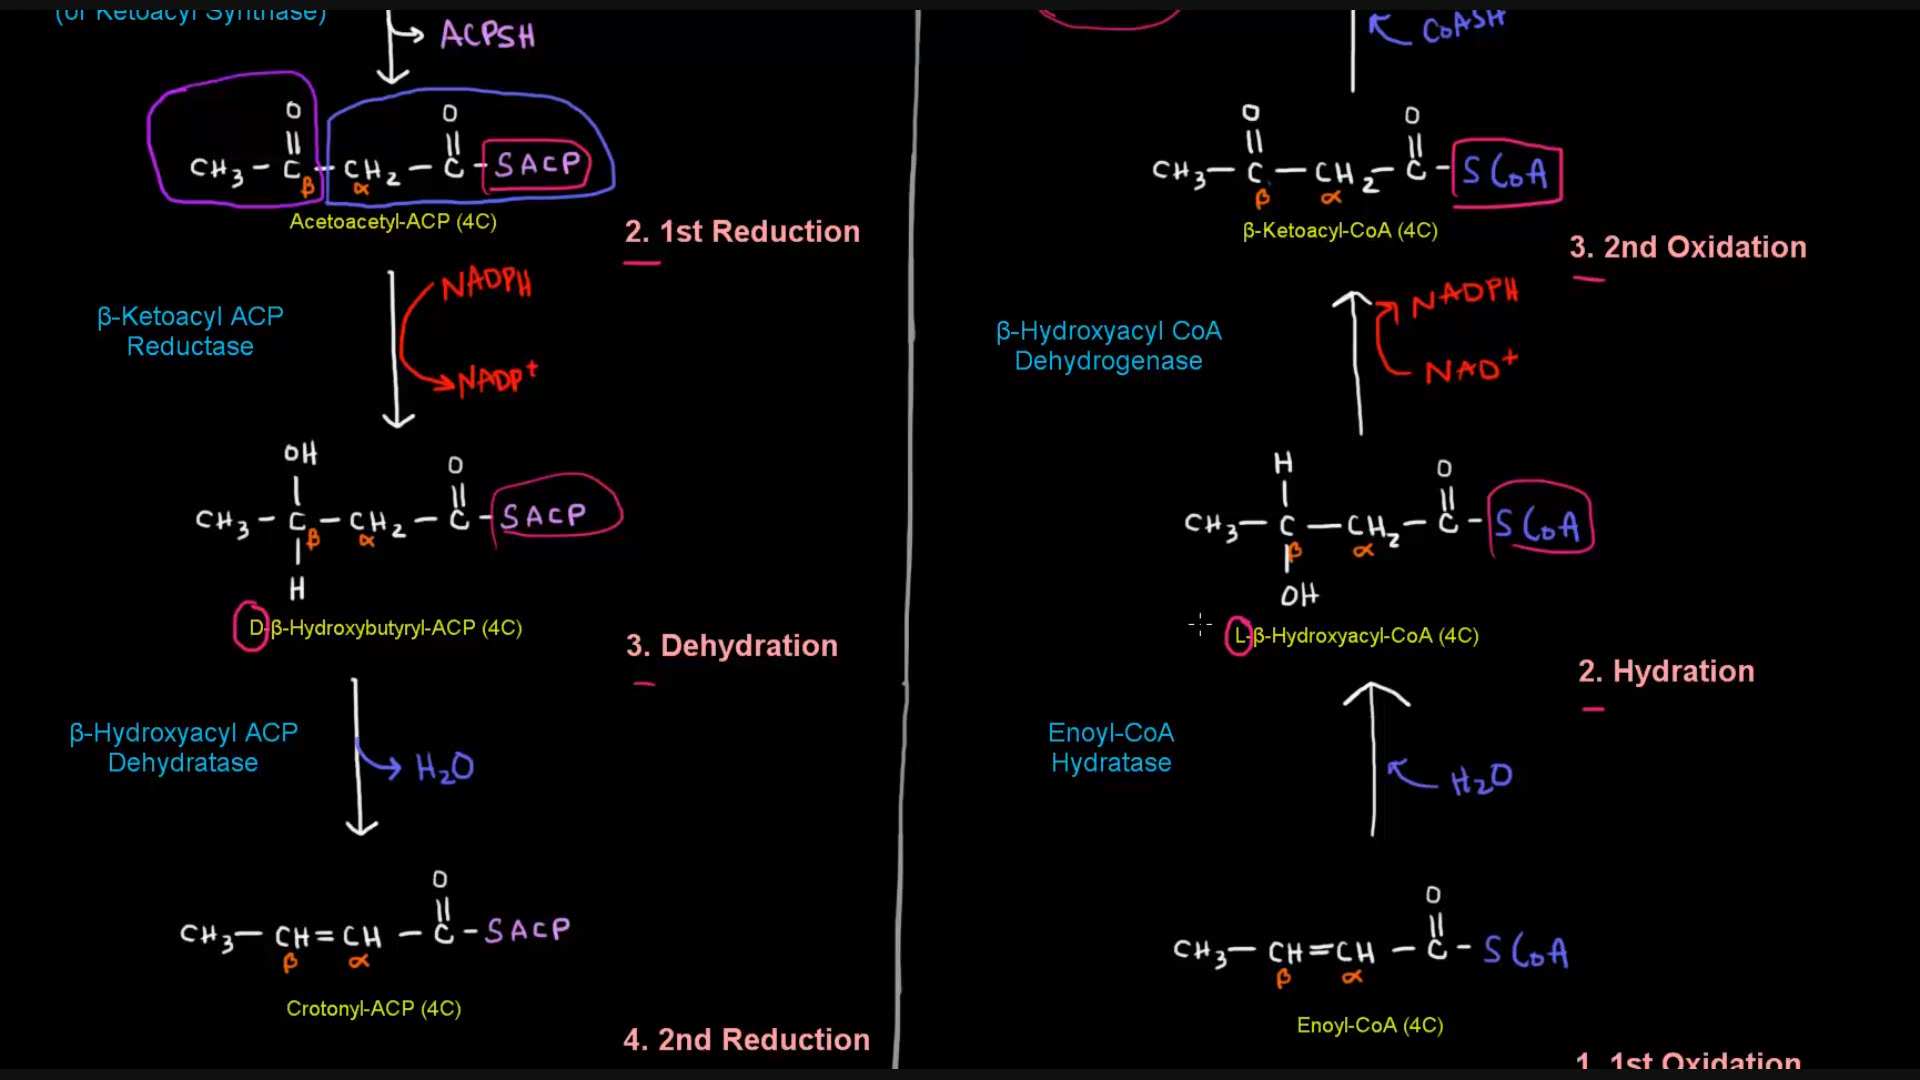 (or Ketoacyl Synthase)
ACPSH
O O
CH3 - C - CH2 - C - SACP
β α
Acetoacetyl-ACP (4C)
2. 1st Reduction
β-Ketoacyl ACP
Reductase
NADPH
NADP+
OH
O
CH3 - C - CH2 - C - SACP
β α
H
D-β-Hydroxybutyryl-ACP (4C)
3. Dehydration
β-Hydroxyacyl ACP
Dehydratase
H2O
O
CH3 - CH = CH - C - SACP
β α
Crotonyl-ACP (4C)
4. 2nd Reduction
CoASH
O O
CH3 - C - CH2 - C - SCoA
β α
β-Ketoacyl-CoA (4C)
3. 2nd Oxidation
β-Hydroxyacyl CoA
Dehydrogenase
NADPH
NAD+
H
O
CH3 - C - CH2 - C - SCoA
β α
OH
L-β-Hydroxyacyl-CoA (4C)
2. Hydration
Enoyl-CoA
Hydratase
H2O
O
CH3 - CH = CH - C - SCoA
β α
Enoyl-CoA (4C)
1. 1st Oxidation